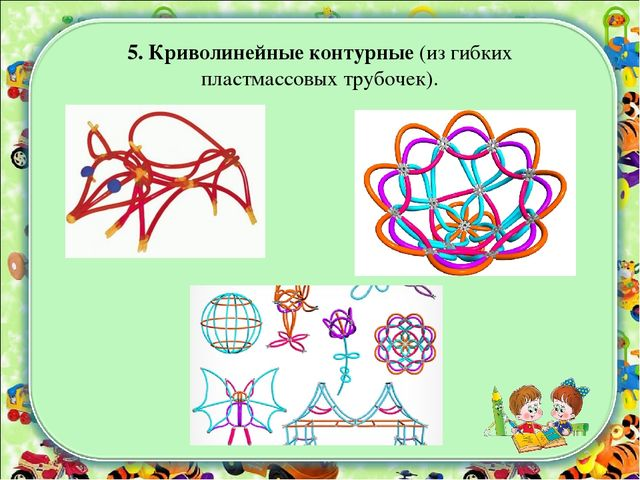 5. Криволинейные контурные (из гибких
пластмассовых трубочек).